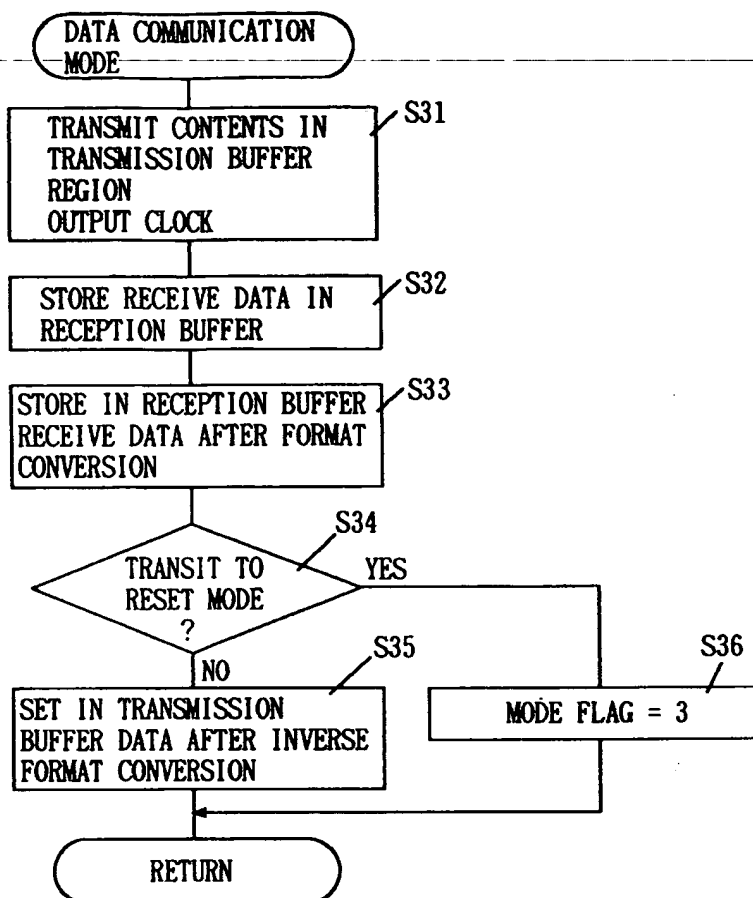 DATA COMMUNICATION
MODE
S31
TRANSMIT CONTENTS IN
TRANSMISSION BUFFER
REGION
OUTPUT CLOCK
S32
STORE RECEIVE DATA IN
RECEPTION BUFFER
S33
STORE IN RECEPTION BUFFER
RECEIVE DATA AFTER FORMAT
CONVERSION
S34
TRANSIT TO
RESET MODE
?
YES
NO
S35
SET IN TRANSMISSION
BUFFER DATA AFTER INVERSE
FORMAT CONVERSION
S36
MODE FLAG = 3
RETURN